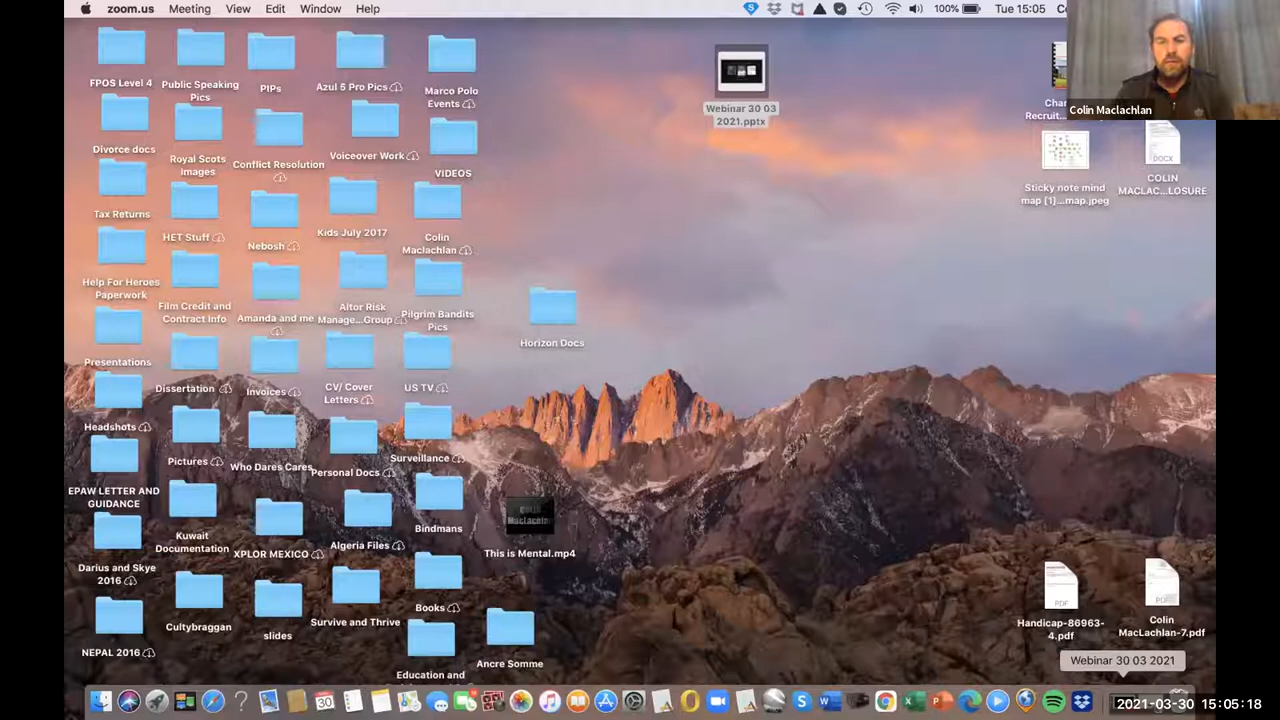 zoom.us Meeting View Edit Window Help 100% Tue 15:05
FPOS Level 4
Public Speaking
Pics
PIPs
Azul 5 Pro Pics
Marco Polo
Events
Webinar 30 03
2021.pptx
Colin Maclachlan
Divorce docs
Royal Scots
Images
Conflict Resolution
Voiceover Work
VIDEOS
Sticky note mind
map [1]...map.jpeg
DOCX
COLIN
MACLAC...LOSURE
Tax Returns
HET Stuff
Nebosh
Kids July 2017
Colin
Maclachlan
Help For Heroes
Paperwork
Film Credit and
Contract Info
Amanda and me
Altor Risk
Manage...Group
Pilgrim Bandits
Pics
Horizon Docs
Presentations
Dissertation
Invoices
CV/ Cover
Letters
US TV
Headshots
Pictures
Who Dares Cares
Personal Docs
Surveillance
EPAW LETTER AND
GUIDANCE
Kuwait
Documentation
XPLOR MEXICO
Algeria Files
Bindmans
COLIN
Maclachlan
This is Mental.mp4
Darius and Skye
2016
Cultybraggan
slides
Survive and Thrive
Books
PDF
Handicap-86963-
4.pdf
PDF
Colin
MacLachlan-7.pdf
NEPAL 2016
Education and
Ancre Somme
Webinar 30 03 2021
30
2021-03-30 15:05:18